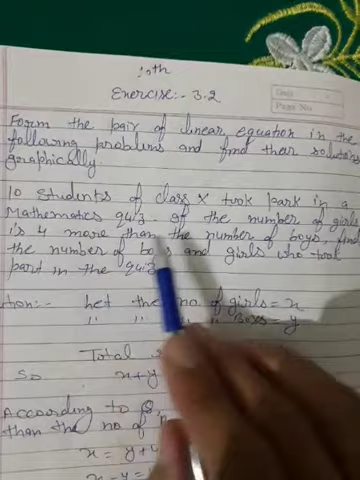 10th
Exercise:- 3.2
Page No
Form the pair of linear equation in the
following problems and find their solutions
graphically.
10 students of class X took park in a
Mathematics quiz. If the number of girls
is 4 more than the number of boys, find
the number of boys and girls who took
part in the quiz
tion:- Let the no of girls = x
" " " " Boys = y
Total
So x+y
According to Q,
than the no of
x = y+4
x - y =